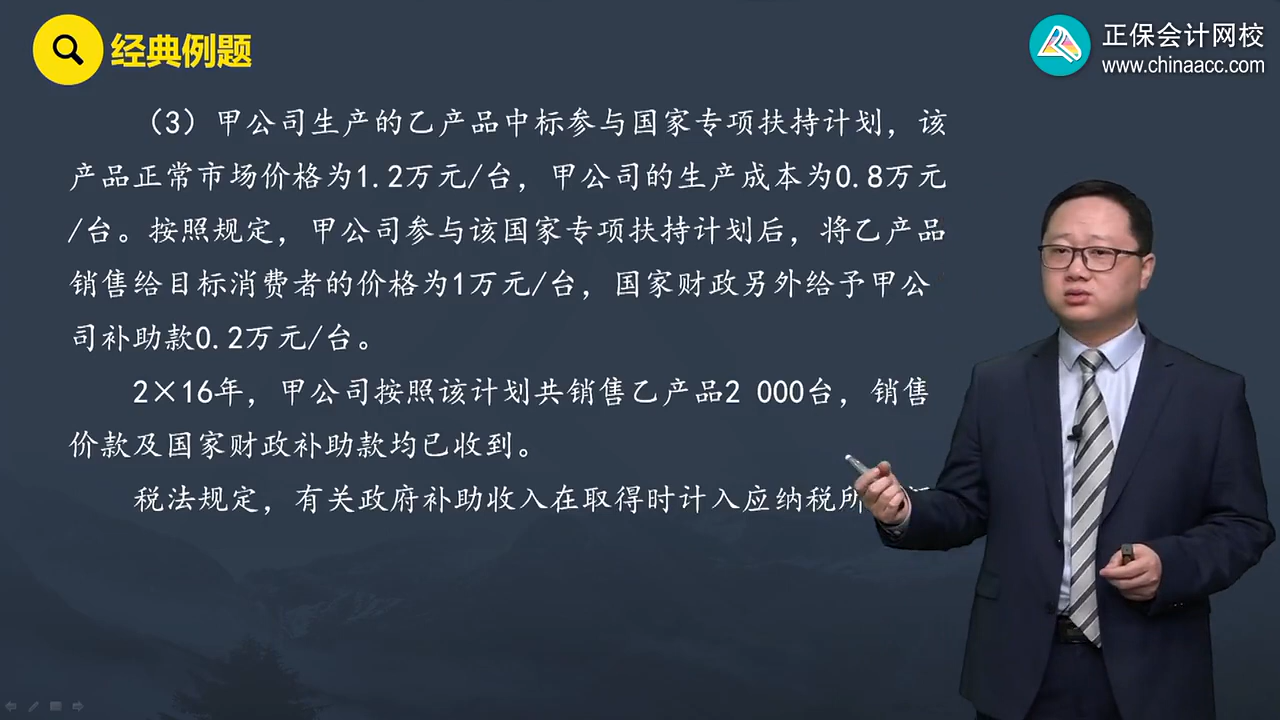 经典例题
正保会计网校
www.chinaacc.com
（3）甲公司生产的乙产品中标参与国家专项扶持计划，该
产品正常市场价格为1.2万元/台，甲公司的生产成本为0.8万元
/台。按照规定，甲公司参与该国家专项扶持计划后，将乙产品
销售给目标消费者的价格为1万元/台，国家财政另外给予甲公
司补助款0.2万元/台。
2×16年，甲公司按照该计划共销售乙产品2 000台，销售
价款及国家财政补助款均已收到。
税法规定，有关政府补助收入在取得时计入应纳税所